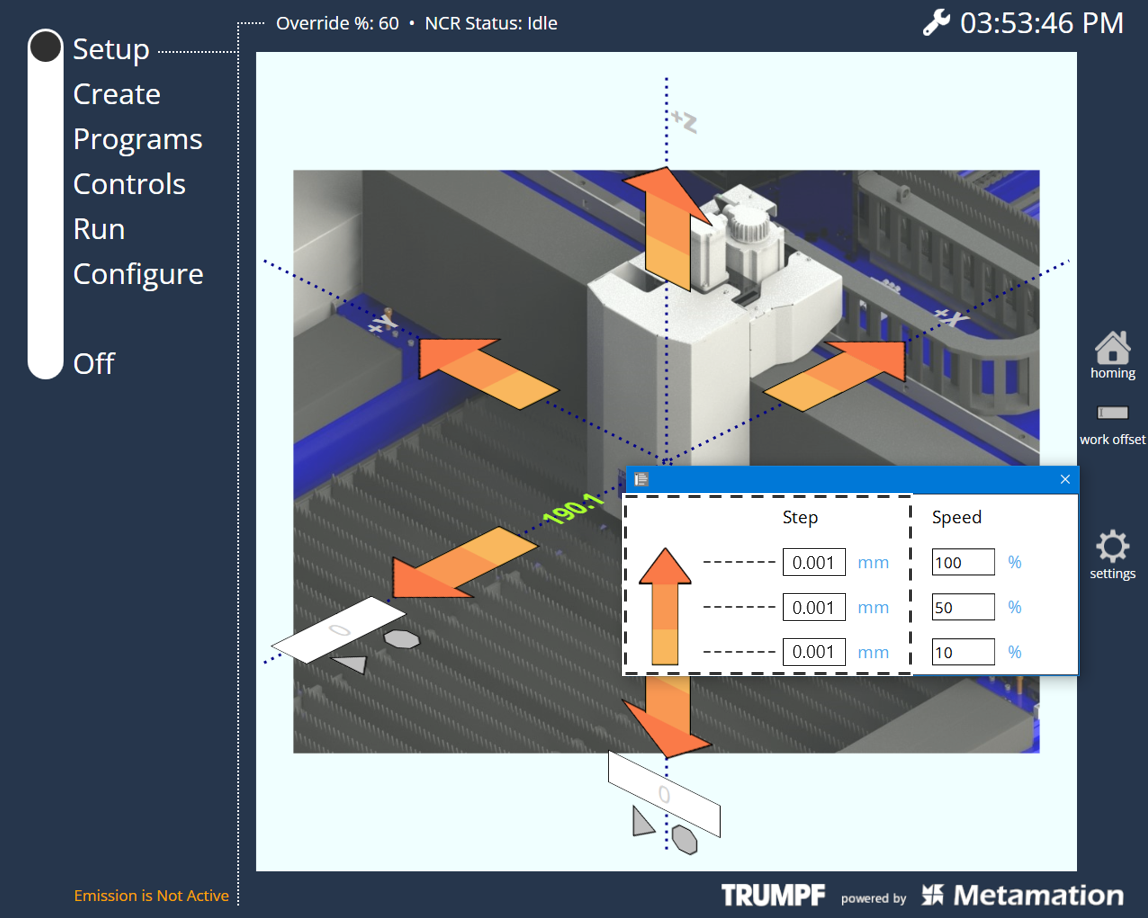 Override %: 60 • NCR Status: Idle
03:53:46 PM
Setup
Create
Programs
Controls
Run
Configure
Off
+Z
+Y
+X
homing
work offset
190.1
Step
Speed
0.001 mm
100 %
0.001 mm
50 %
0.001 mm
10 %
settings
0
0
Emission is Not Active
TRUMPF powered by Metamation